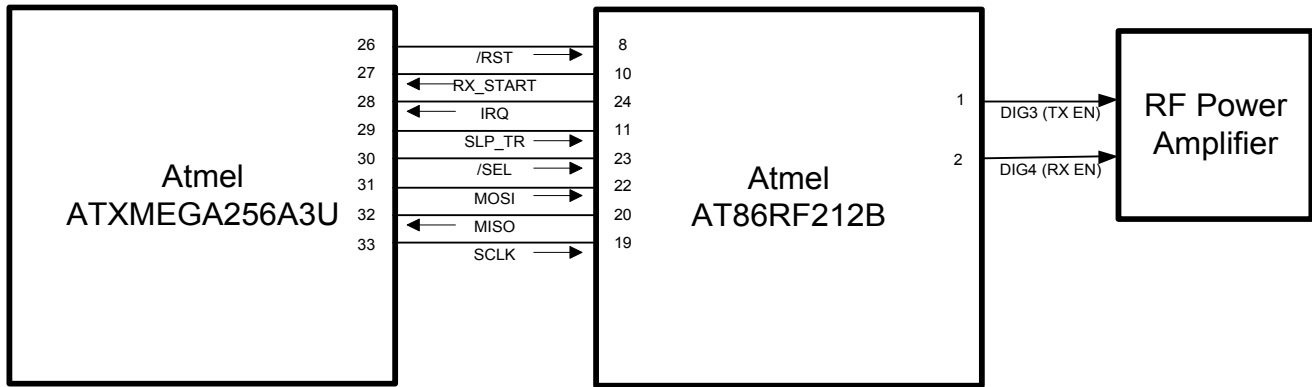 Atmel
ATXMEGA256A3U
26
/RST
8
27
RX_START
10
28
IRQ
24
29
SLP_TR
11
30
/SEL
23
31
MOSI
22
32
MISO
20
33
SCLK
19
Atmel
AT86RF212B
1
DIG3 (TX EN)
2
DIG4 (RX EN)
RF Power
Amplifier